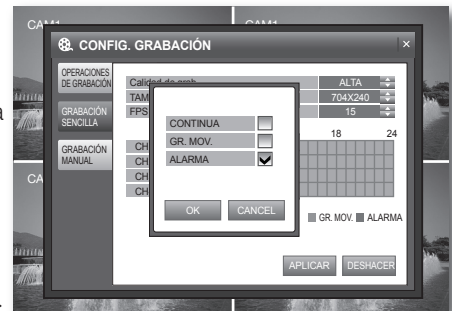 CAM1
CONFIG. GRABACIÓN
×
OPERACIONES
DE GRABACIÓN
GRABACIÓN
SENCILLA
GRABACIÓN
MANUAL
Calidad de grab. ALTA
TAM 704X240
FPS 15
18 24
CH
CH
CH
CH
CONTINUA
GR. MOV.
ALARMA
OK CANCEL
GR. MOV. ALARMA
APLICAR DESHACER
CA
a